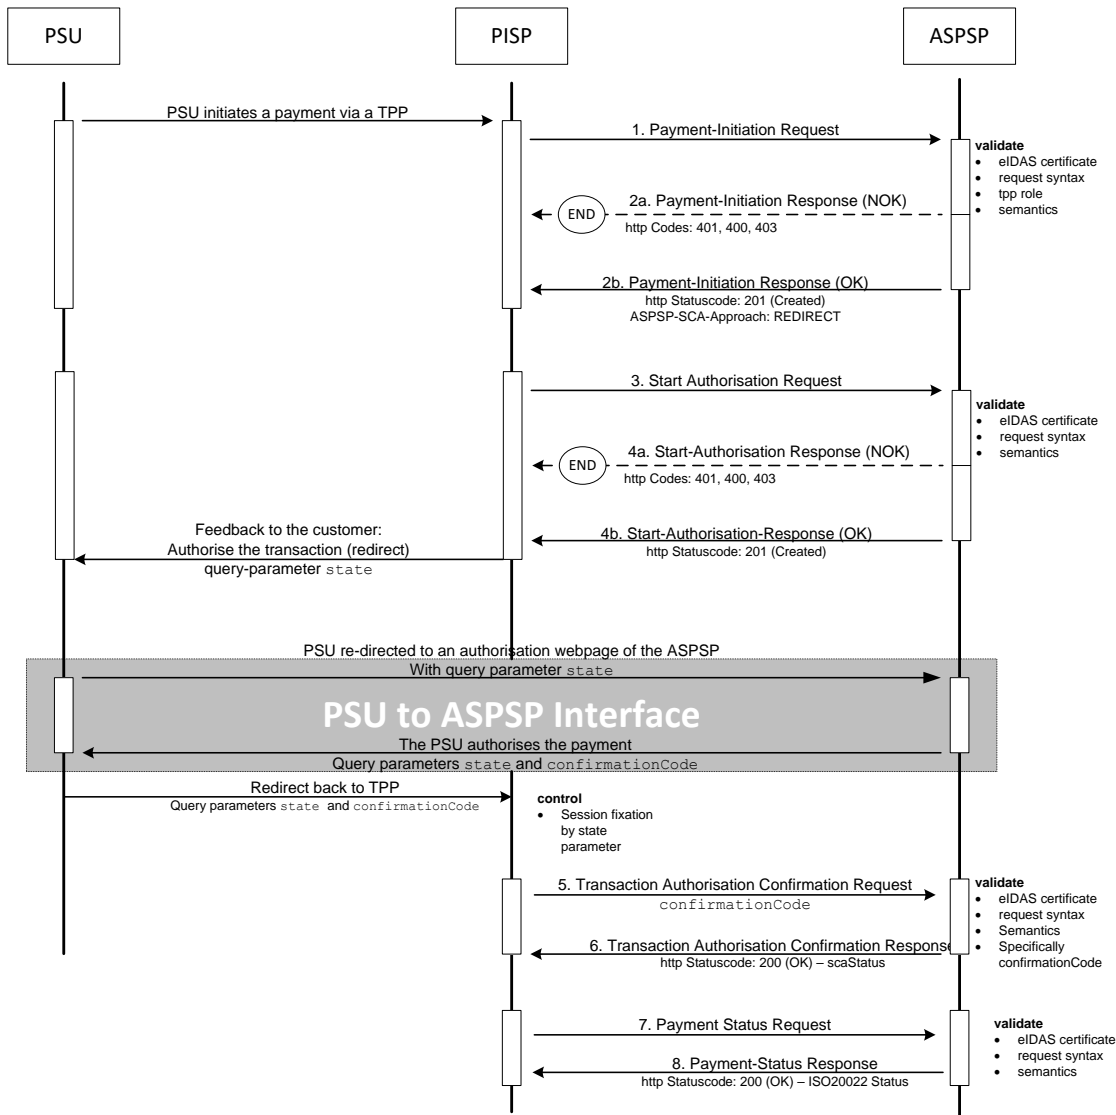 PSU
PISP
ASPSP
PSU initiates a payment via a TPP
1. Payment-Initiation Request
validate
• eIDAS certificate
• request syntax
• tpp role
• semantics
2a. Payment-Initiation Response (NOK)
END
http Codes: 401, 400, 403
2b. Payment-Initiation Response (OK)
http Statuscode: 201 (Created)
ASPSP-SCA-Approach: REDIRECT
3. Start Authorisation Request
validate
• eIDAS certificate
• request syntax
• semantics
4a. Start-Authorisation Response (NOK)
END
http Codes: 401, 400, 403
4b. Start-Authorisation-Response (OK)
http Statuscode: 201 (Created)
Feedback to the customer:
Authorise the transaction (redirect)
query-parameter state
PSU re-directed to an authorisation webpage of the ASPSP
With query parameter state
PSU to ASPSP Interface
The PSU authorises the payment
Query parameters state and confirmationCode
Redirect back to TPP
Query parameters state and confirmationCode
control
• Session fixation
by state
parameter
5. Transaction Authorisation Confirmation Request
confirmationCode
validate
• eIDAS certificate
• request syntax
• Semantics
• Specifically
confirmationCode
6. Transaction Authorisation Confirmation Response
http Statuscode: 200 (OK) – scaStatus
7. Payment Status Request
validate
• eIDAS certificate
• request syntax
• semantics
8. Payment-Status Response
http Statuscode: 200 (OK) – ISO20022 Status